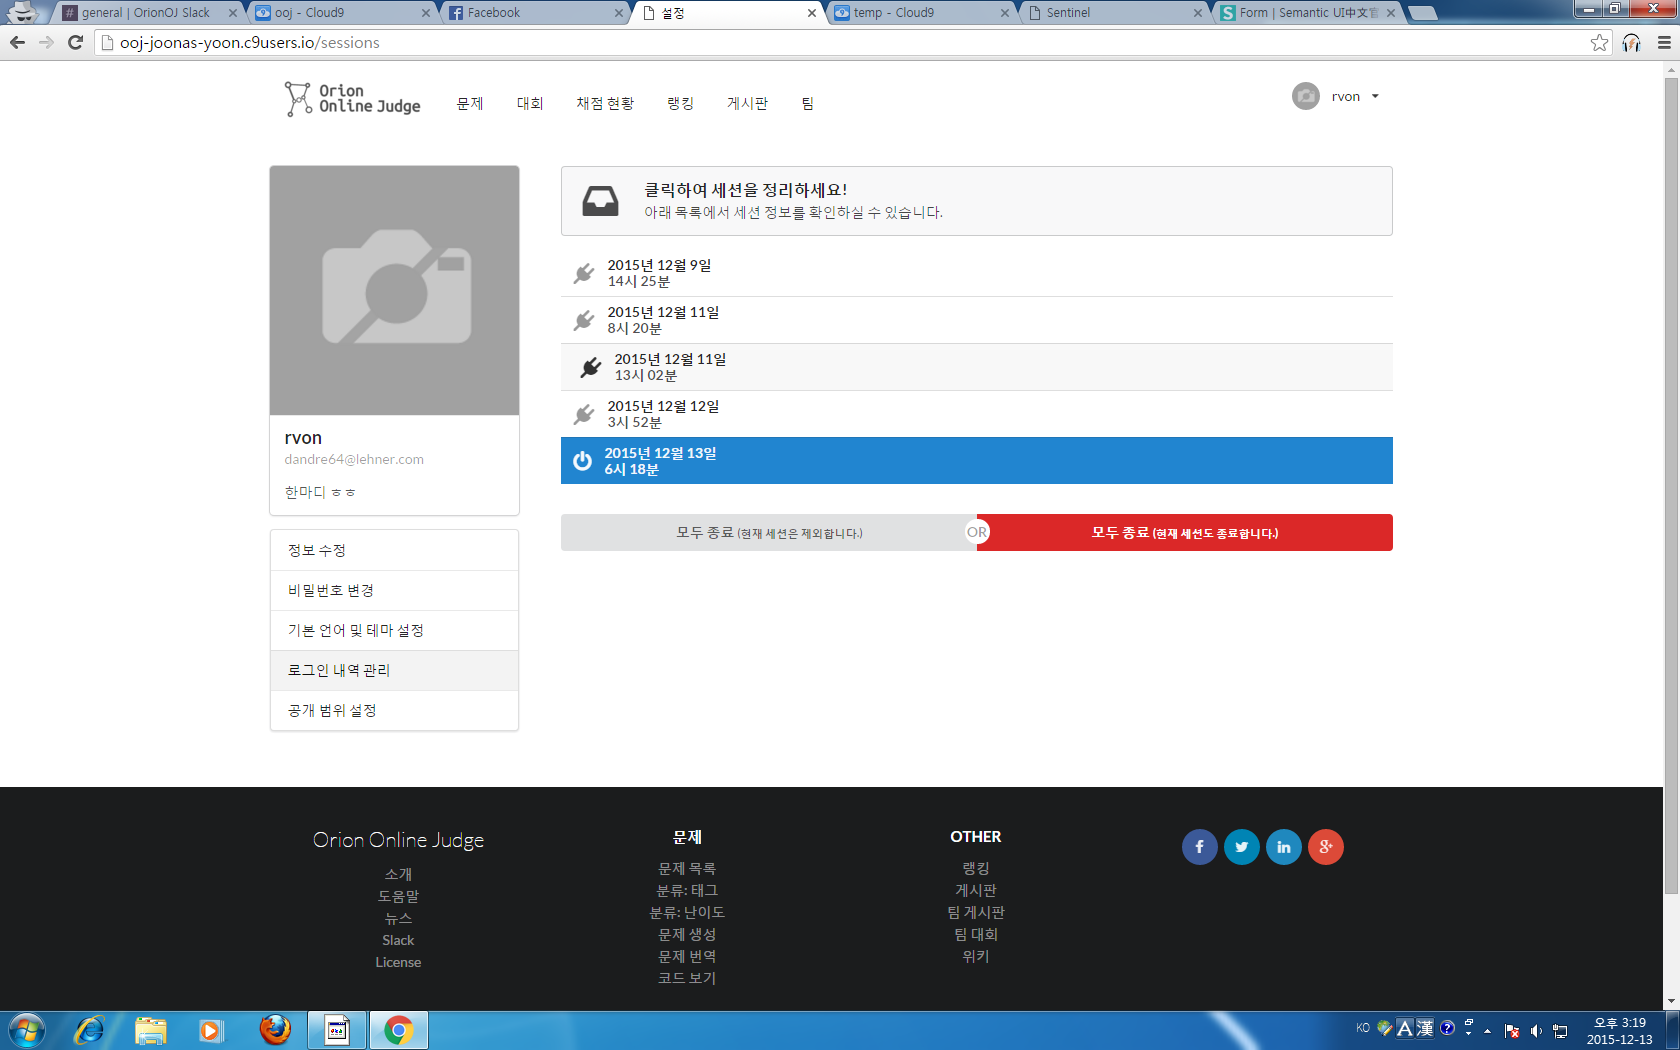 general | OrionOJ Slack
ooj - Cloud9
Facebook
설정
temp - Cloud9
Sentinel
Form | Semantic UI中文官
ooj-joonas-yoon.c9users.io/sessions
Orion
Online Judge
문제
대회
채점 현황
랭킹
게시판
팀
rvon
클릭하여 세션을 정리하세요!
아래 목록에서 세션 정보를 확인하실 수 있습니다.
2015년 12월 9일
14시 25분
2015년 12월 11일
8시 20분
2015년 12월 11일
13시 02분
2015년 12월 12일
3시 52분
2015년 12월 13일
6시 18분
모두 종료 (현재 세션은 제외합니다.)
OR
모두 종료 (현재 세션도 종료합니다.)
rvon
dandre64@lehner.com
한마디 ㅎㅎ
정보 수정
비밀번호 변경
기본 언어 및 테마 설정
로그인 내역 관리
공개 범위 설정
Orion Online Judge
소개
도움말
뉴스
Slack
License
문제
문제 목록
분류: 태그
분류: 난이도
문제 생성
문제 번역
코드 보기
OTHER
랭킹
게시판
팀 게시판
팀 대회
위키
KO
A
漢
오후 3:19
2015-12-13